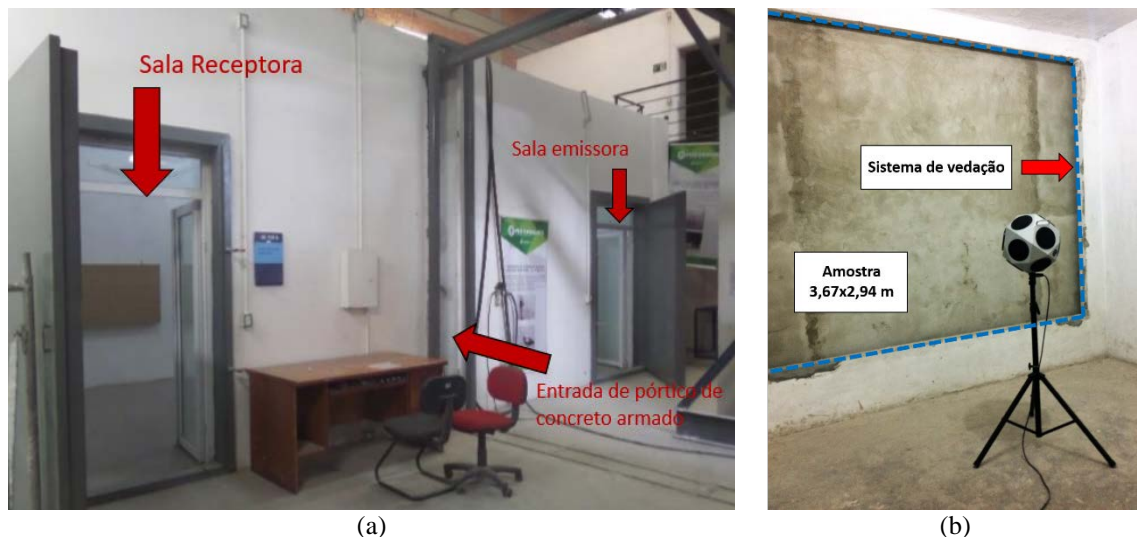 Sala Receptora
Sala emissora
Entrada de pórtico de
concreto armado
(a)
Sistema de vedação
Amostra
3,67x2,94 m
(b)